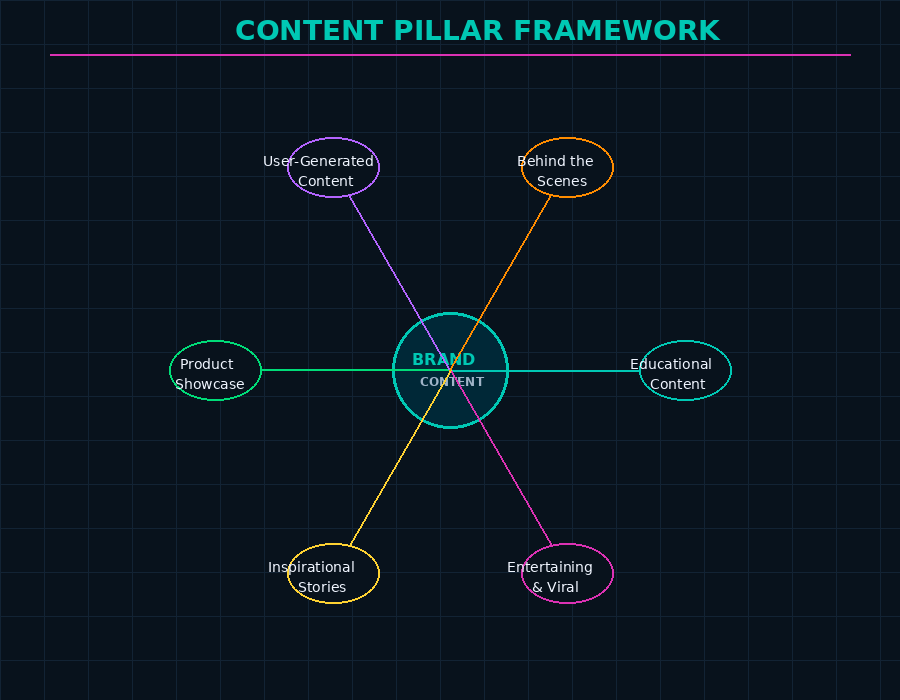 CONTENT PILLAR FRAMEWORK
User-Generated
Content
Behind the
Scenes
BRAND
CONTENT
Product
Showcase
Educational
Content
Inspirational
Stories
Entertaining
& Viral